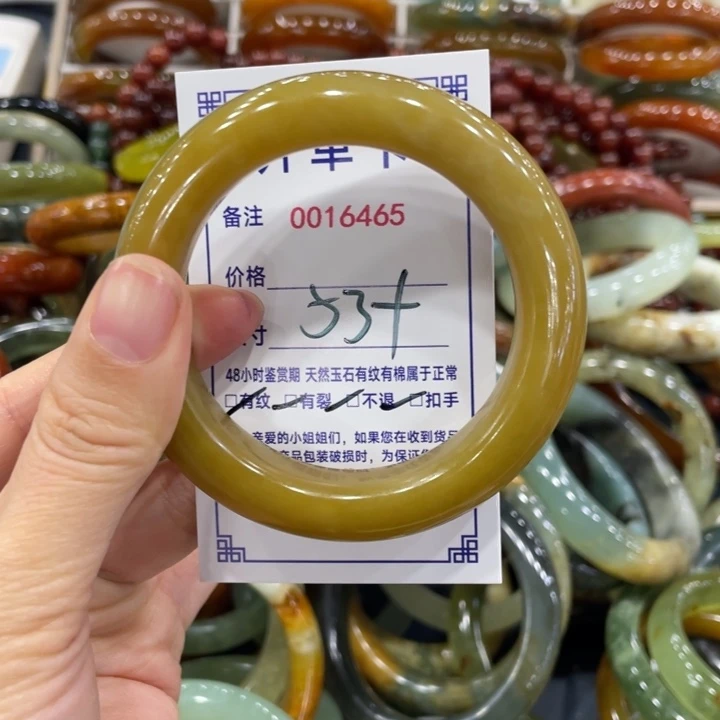 备注 0016465
价格
寸 53+
48小时鉴赏期 天然玉石有纹有棉属于正常
□有纹 □有裂 □不退 □扣手
亲爱的小姐姐们，如果您在收到货
产品包装破损时，为保证